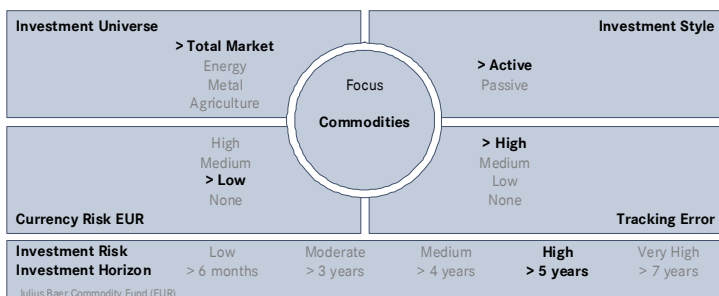 Investment Universe
Investment Style
> Total Market
Energy
Metal
Agriculture
> Active
Passive
Focus
Commodities
High
Medium
> Low
None
> High
Medium
Low
None
Currency Risk EUR
Tracking Error
Investment Risk Low Moderate Medium High Very High
Investment Horizon > 6 months > 3 years > 4 years > 5 years > 7 years
Julius Baer Commodity Fund (EUR)